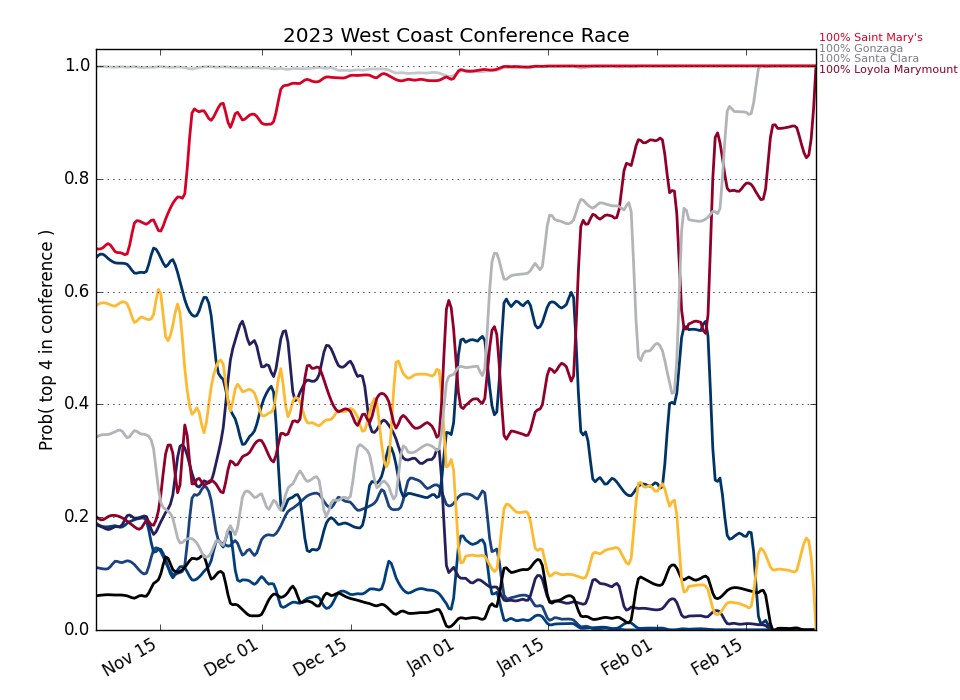 2023 West Coast Conference Race
100% Saint Mary's
100% Gonzaga
100% Santa Clara
100% Loyola Marymount
Prob( top 4 in conference )
1.0
0.8
0.6
0.4
0.2
0.0
Nov 15
Dec 01
Dec 15
Jan 01
Jan 15
Feb 01
Feb 15